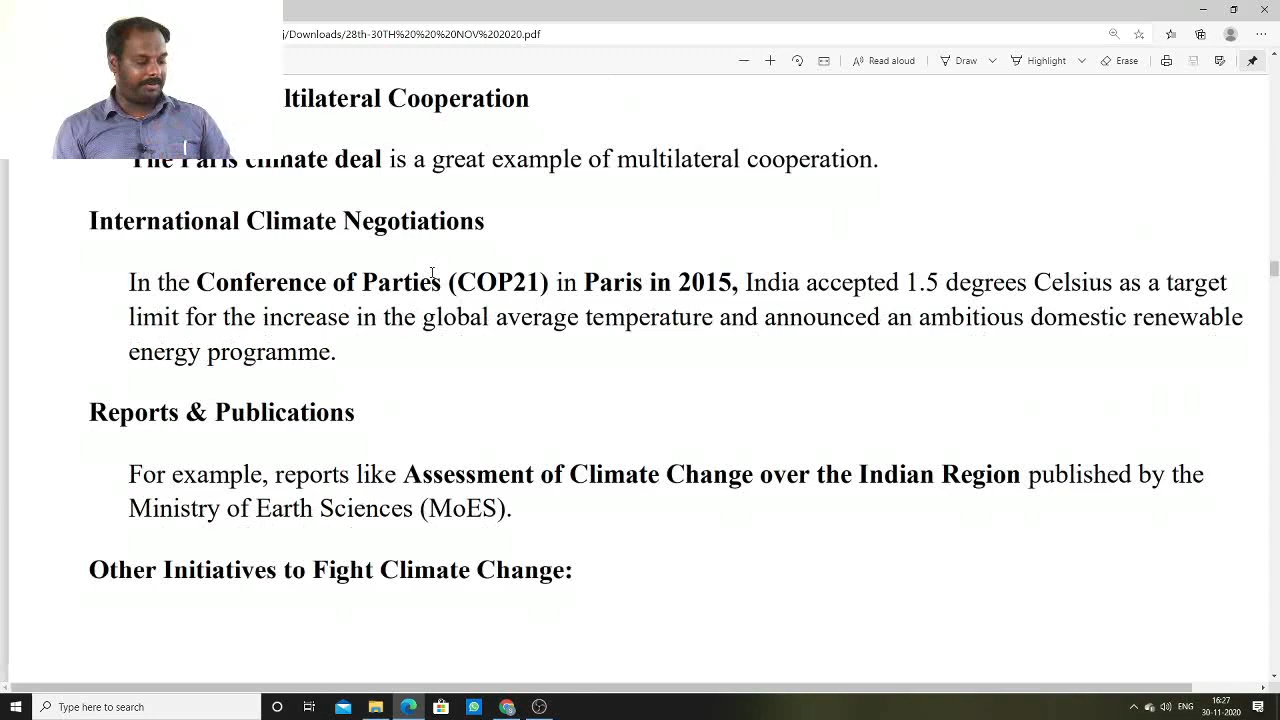 j/Downloads/28th-30TH%20%20%20NOV%202020.pdf
Read aloud
Draw
Highlight
Erase
ltilateral Cooperation
The Paris climate deal is a great example of multilateral cooperation.
International Climate Negotiations
In the Conference of Parties (COP21) in Paris in 2015, India accepted 1.5 degrees Celsius as a target
limit for the increase in the global average temperature and announced an ambitious domestic renewable
energy programme.
Reports & Publications
For example, reports like Assessment of Climate Change over the Indian Region published by the
Ministry of Earth Sciences (MoES).
Other Initiatives to Fight Climate Change:
Type here to search
ENG
16:27
30-11-2020